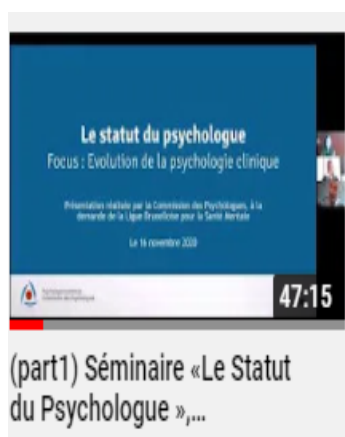 Le statut du psychologue
Focus : Evolution de la psychologie clinique
Présentation réalisée par la Commission des Psychologues, à la
demande de la Ligue Bruxelloise pour la Santé Mentale
Le 16 novembre 2020
47:15
(part1) Séminaire «Le Statut
du Psychologue »,...